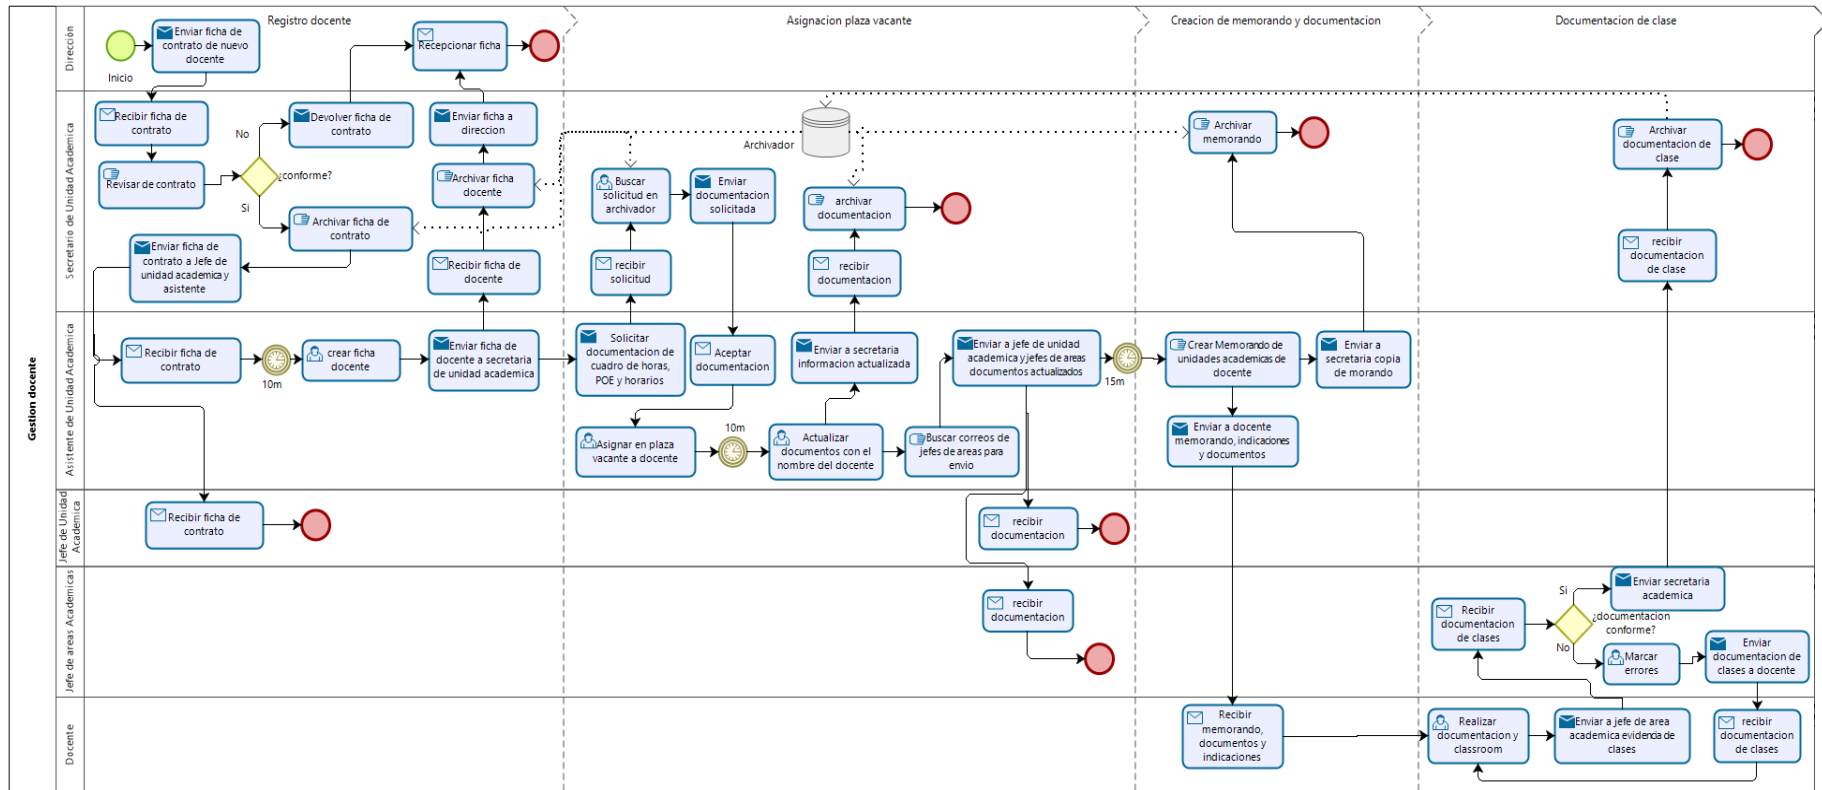 Gestion docente
Registro docente
Asignacion plaza vacante
Creacion de memorando y documentacion
Documentacion de clase
Dirección
Inicio
Enviar ficha de
contrato de nuevo
docente
Recepcionar ficha
Secretario de Unidad Academica
Recibir ficha de
contrato
Revisar de contrato
No
¿conforme?
Si
Devolver ficha de
contrato
Archivar ficha de
contrato
Enviar ficha de
contrato a Jefe de
unidad academica y
asistente
Enviar ficha a
direccion
Archivar ficha
docente
Recibir ficha de
docente
Buscar
solicitud en
archivador
Enviar
documentacion
solicitada
recibir
solicitud
Archivador
archivar
documentacion
recibir
documentacion
Archivar
memorando
Archivar
documentacion de
clase
recibir
documentacion
de clase
Asistente de Unidad Academica
Recibir ficha de
contrato
10m
crear ficha
docente
Enviar ficha de
docente a secretaria
de unidad academica
Solicitar
documentacion de
cuadro de horas,
POE y horarios
Aceptar
documentacion
Asignar en plaza
vacante a docente
10m
Enviar a secretaria
informacion actualizada
Actualizar
documentos con el
nombre del docente
Buscar correos de
jefes de areas para
envio
Enviar a jefe de unidad
academica y jefes de areas
documentos actualizados
15m
Crear Memorando de
unidades academicas de
docente
Enviar a
secretaria copia
de morando
Enviar a docente
memorando, indicaciones
y documentos
Jefe de Unidad
Academica
Recibir ficha de
contrato
recibir
documentacion
Jefe de areas Academicas
recibir
documentacion
Recibir
documentacion
de clases
Si
¿documentacion
conforme?
No
Enviar secretaria
academica
Marcar
errores
Enviar
documentacion de
clases a docente
Docente
Recibir
memorando,
documentos y
indicaciones
Realizar
documentacion y
classroom
Enviar a jefe de area
academica evidencia de
clases
recibir
documentacion
de clases